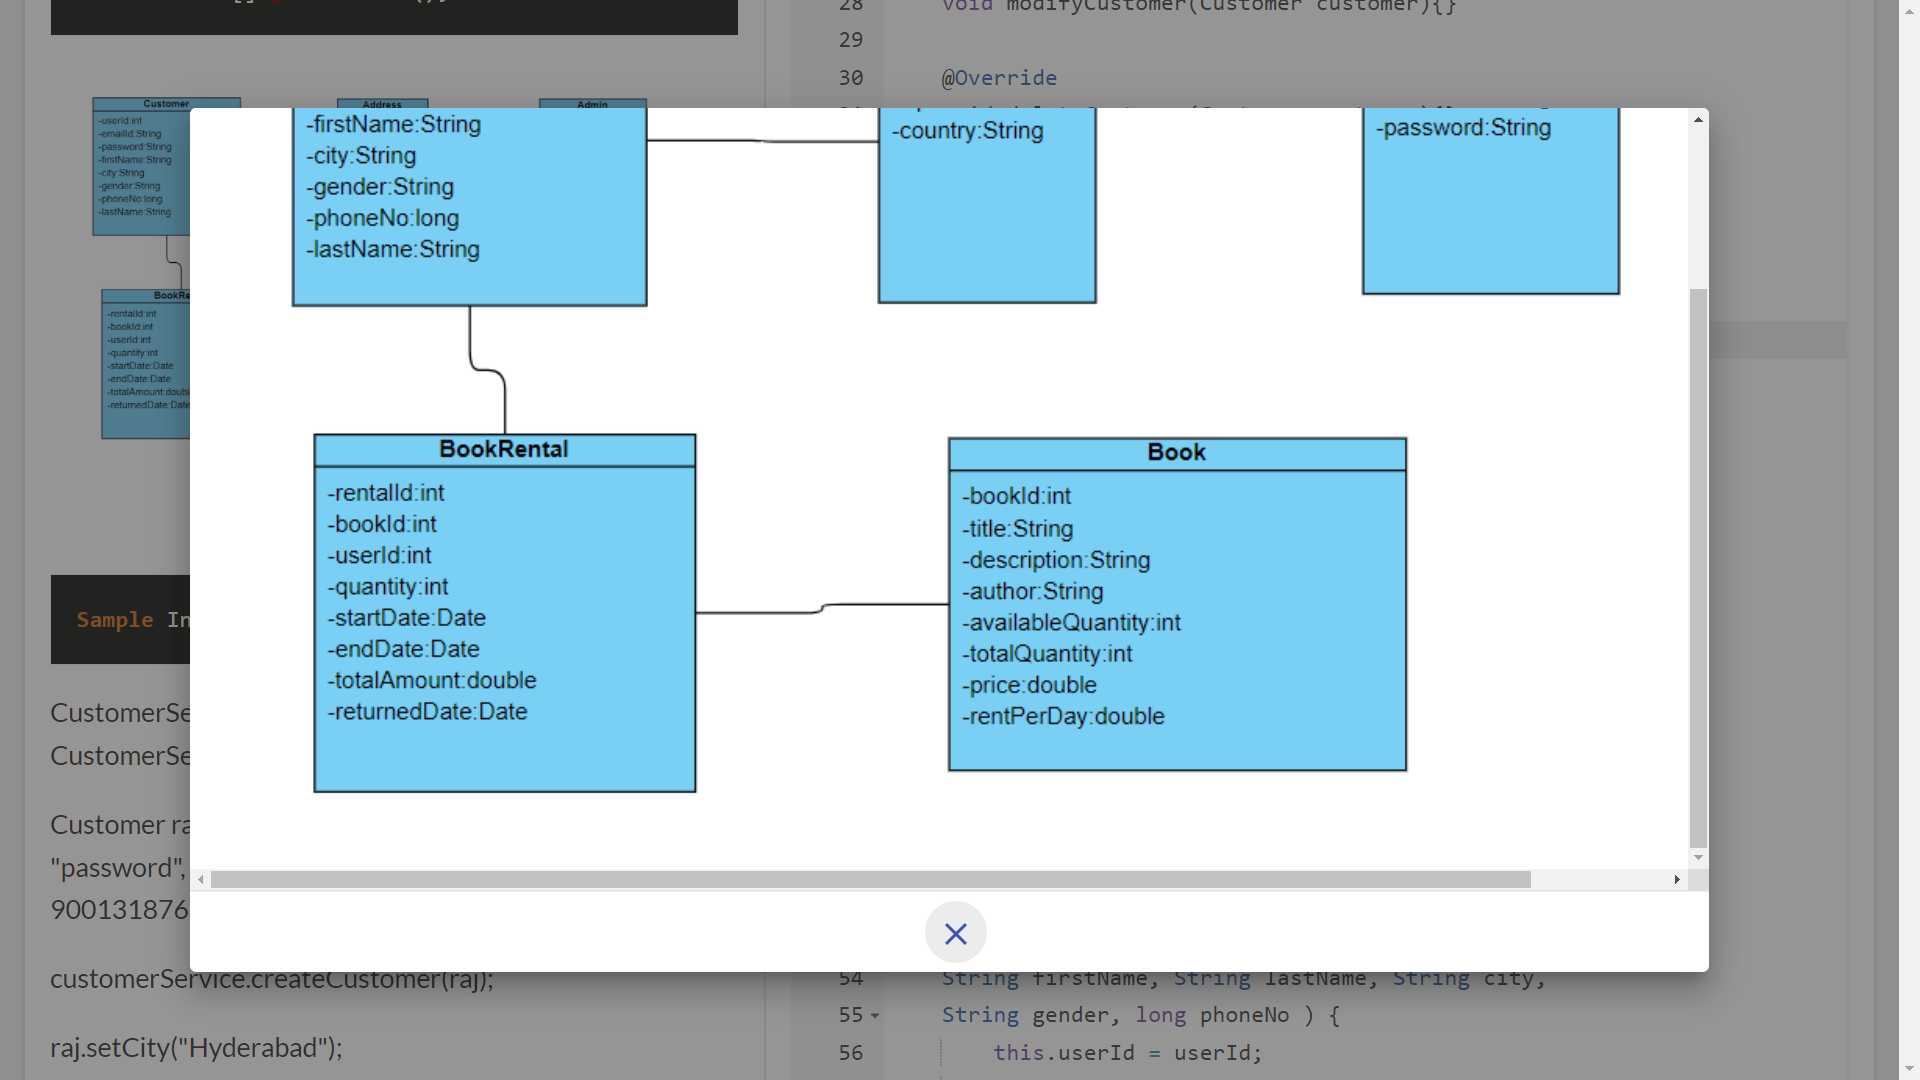 28 void modifyCustomer(Customer customer){}
29
30 @Override
Customer
-userId:int
-emailId:String
-password:String
-firstName:String
-city:String
-gender:String
-phoneNo:long
-lastName:String
Address
Admin
-firstName:String
-city:String
-gender:String
-phoneNo:long
-lastName:String
-country:String
-password:String
BookRe
-rentalId:int
-bookId:int
-userId:int
-quantity:int
-startDate:Date
-endDate:Date
-totalAmount:doubl
-returnedDate:Date
BookRental
-rentalId:int
-bookId:int
-userId:int
-quantity:int
-startDate:Date
-endDate:Date
-totalAmount:double
-returnedDate:Date
Book
-bookId:int
-title:String
-description:String
-author:String
-availableQuantity:int
-totalQuantity:int
-price:double
-rentPerDay:double
Sample In
CustomerSe
CustomerSe
Customer ra
"password",
900131876
customerService.createCustomer(raj);
raj.setCity("Hyderabad");
54 String firstName, String lastName, String city,
55 String gender, long phoneNo ) {
56 this.userId = userId;